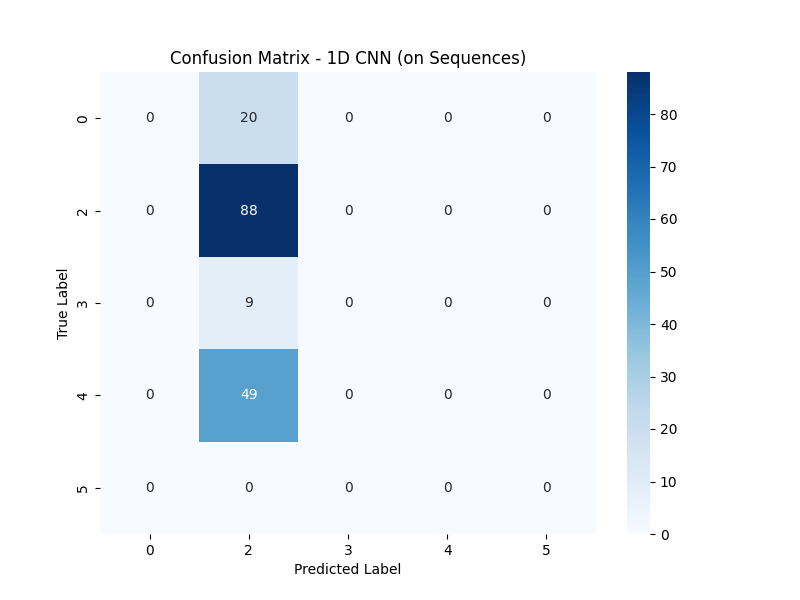 Confusion Matrix - 1D CNN (on Sequences)
True Label
0 0 20 0 0 0
2 0 88 0 0 0
3 0 9 0 0 0
4 0 49 0 0 0
5 0 0 0 0 0
0 2 3 4 5
Predicted Label
80
70
60
50
40
30
20
10
0